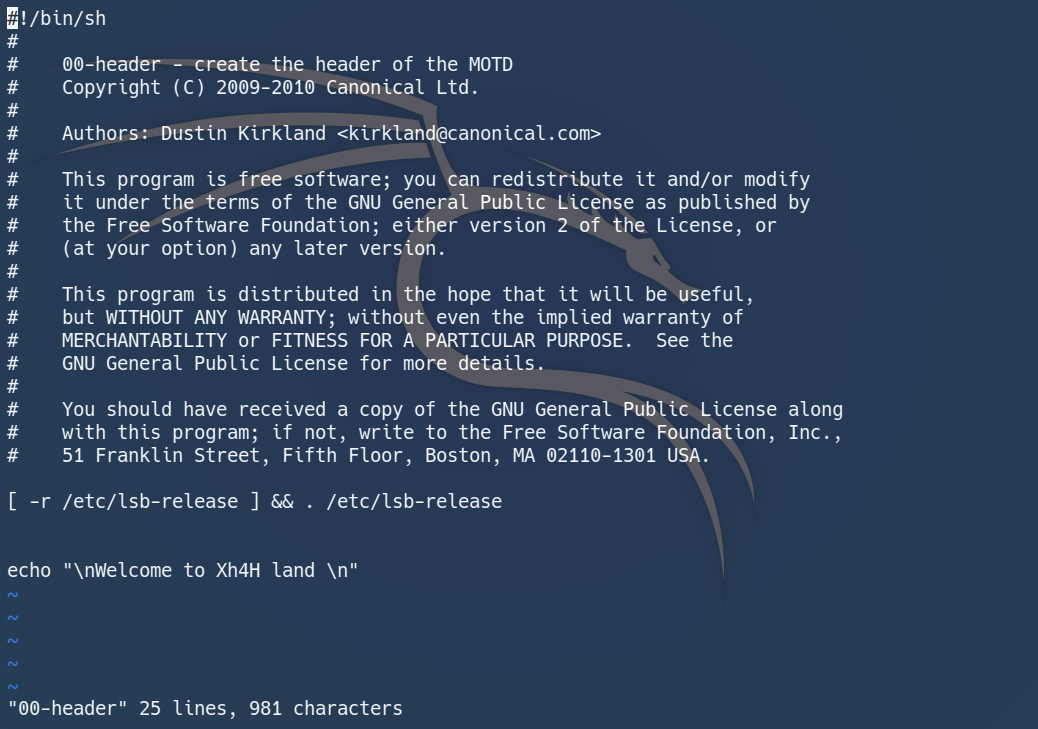 #!/bin/sh
#
#    00-header - create the header of the MOTD
#    Copyright (C) 2009-2010 Canonical Ltd.
#
#    Authors: Dustin Kirkland <kirkland@canonical.com>
#
#    This program is free software; you can redistribute it and/or modify
#    it under the terms of the GNU General Public License as published by
#    the Free Software Foundation; either version 2 of the License, or
#    (at your option) any later version.
#
#    This program is distributed in the hope that it will be useful,
#    but WITHOUT ANY WARRANTY; without even the implied warranty of
#    MERCHANTABILITY or FITNESS FOR A PARTICULAR PURPOSE.  See the
#    GNU General Public License for more details.
#
#    You should have received a copy of the GNU General Public License along
#    with this program; if not, write to the Free Software Foundation, Inc.,
#    51 Franklin Street, Fifth Floor, Boston, MA 02110-1301 USA.

[ -r /etc/lsb-release ] && . /etc/lsb-release


echo "\nWelcome to Xh4H land \n"
~
~
~
~
~
"00-header" 25 lines, 981 characters